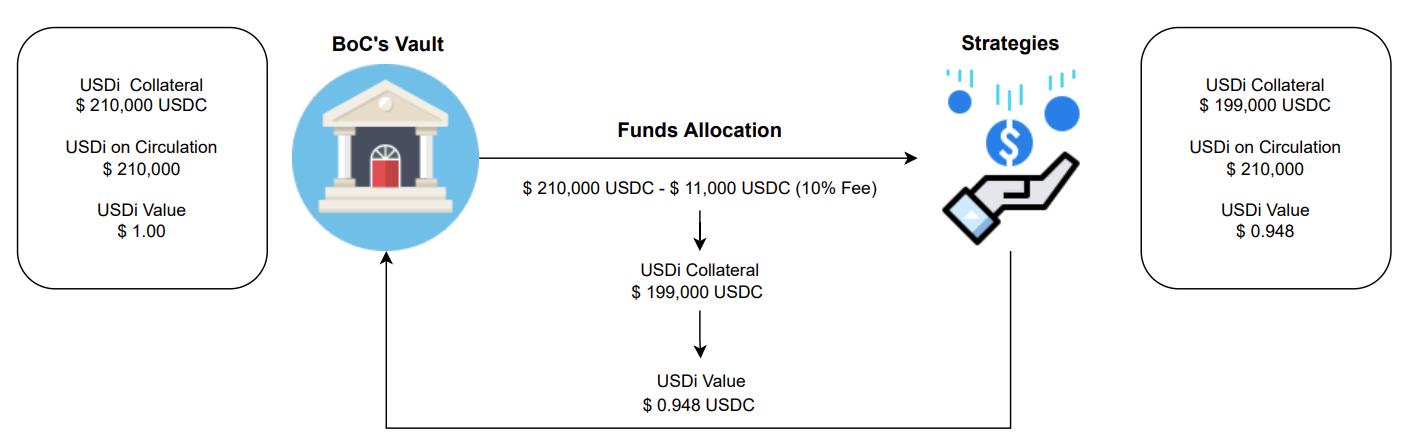 USDi Collateral
$ 210,000 USDC
USDi on Circulation
$ 210,000
USDi Value
$ 1.00
BoC's Vault
Funds Allocation
$ 210,000 USDC - $ 11,000 USDC (10% Fee)
USDi Collateral
$ 199,000 USDC
USDi Value
$ 0.948 USDC
Strategies
$
USDi Collateral
$ 199,000 USDC
USDi on Circulation
$ 210,000
USDi Value
$ 0.948